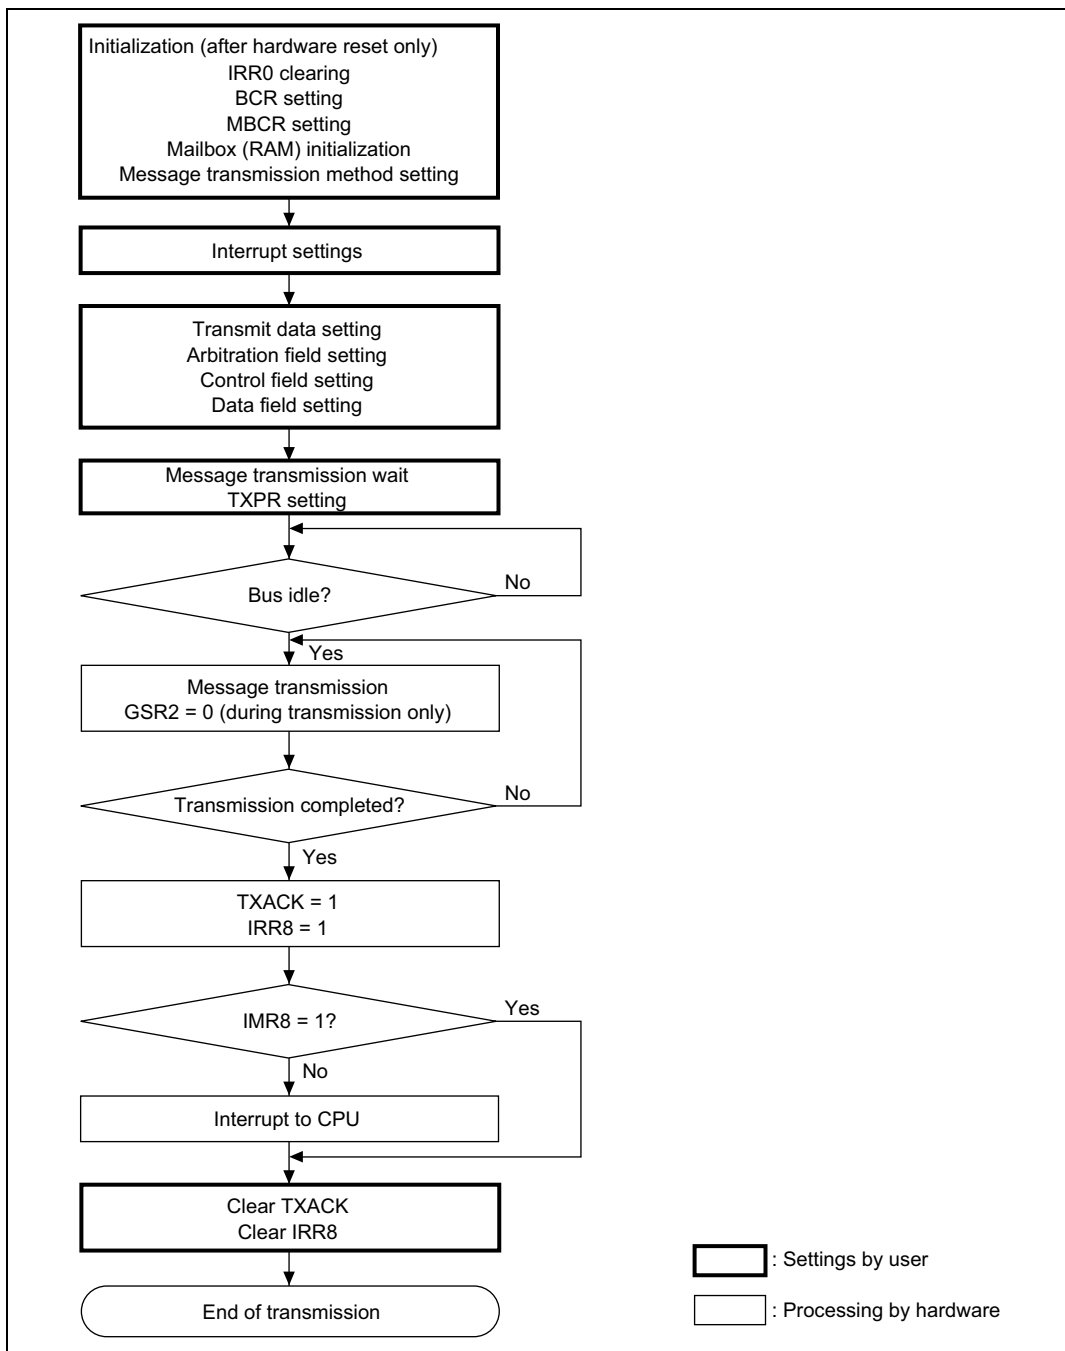 Initialization (after hardware reset only)
IRR0 clearing
BCR setting
MBCR setting
Mailbox (RAM) initialization
Message transmission method setting
Interrupt settings
Transmit data setting
Arbitration field setting
Control field setting
Data field setting
Message transmission wait
TXPR setting
Bus idle?
No
Yes
Message transmission
GSR2 = 0 (during transmission only)
Transmission completed?
No
Yes
TXACK = 1
IRR8 = 1
IMR8 = 1?
Yes
No
Interrupt to CPU
Clear TXACK
Clear IRR8
End of transmission
: Settings by user
: Processing by hardware